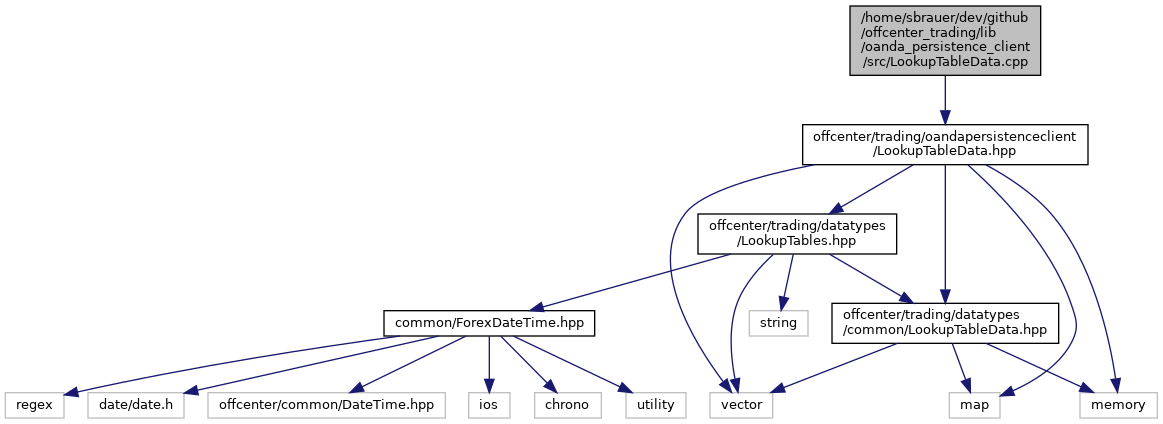 /home/sbrauer/dev/github
/offcenter_trading/lib
/oanda_persistence_client
/src/LookupTableData.cpp
offcenter/trading/oandapersistenceclient
/LookupTableData.hpp
offcenter/trading/datatypes
/LookupTables.hpp
common/ForexDateTime.hpp
string
offcenter/trading/datatypes
/common/LookupTableData.hpp
regex
date/date.h
offcenter/common/DateTime.hpp
ios
chrono
utility
vector
map
memory